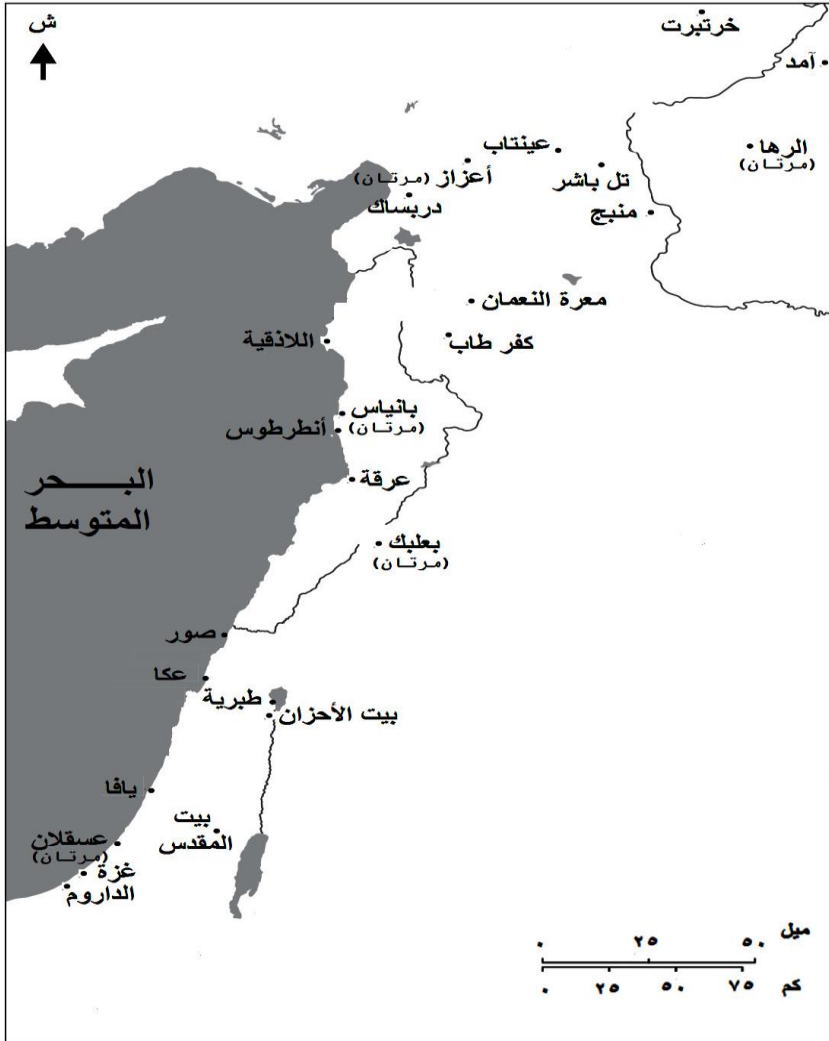 ش
خرتبرت
آمد
عينتاب
الرها
(مرتان)
أعزاز (مرتان)
تل باشر
دربساك
منبج
معرة النعمان
اللاذقية
كفر طاب
بانياس
(مرتان)
أنطرطوس
عرقة
البـــحر
المتوسط
بعلبك
(مرتان)
صور
عكا
طبرية
بيت الأحزان
يافا
بيت
المقدس
عسقلان
(مرتان)
غزة
الداروم
ميل
٠ ٢٥ ٥٠
كم
٠ ٢٥ ٥٠ ٧٥